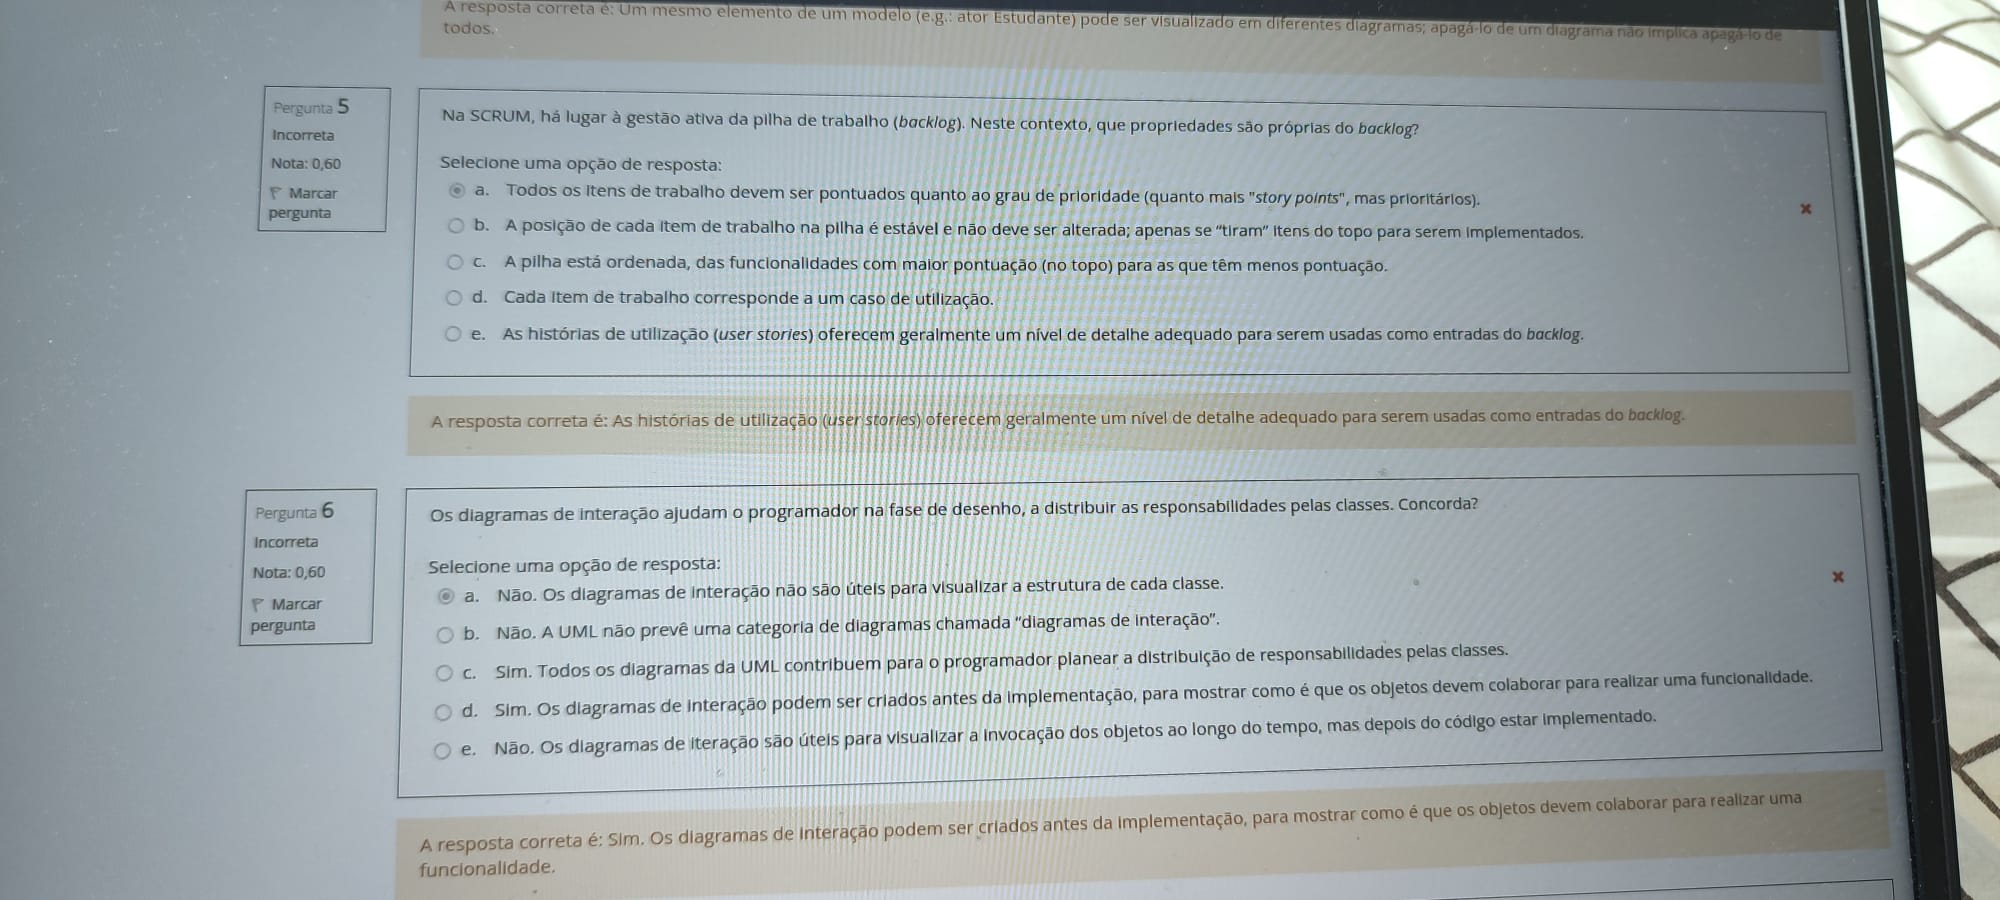 A resposta correta é: Um mesmo elemento de um modelo (e.g.: ator Estudante) pode ser visualizado em diferentes diagramas; apagá-lo de um diagrama não implica apagá-lo de
todos.
Pergunta 5
Incorreta
Nota: 0,60
Marcar
pergunta
Na SCRUM, há lugar à gestão ativa da pilha de trabalho (backlog). Neste contexto, que propriedades são próprias do backlog?
Selecione uma opção de resposta:
a. Todos os itens de trabalho devem ser pontuados quanto ao grau de prioridade (quanto mais "story points", mas prioritários).
b. A posição de cada item de trabalho na pilha é estável e não deve ser alterada; apenas se “tiram” itens do topo para serem implementados.
c. A pilha está ordenada, das funcionalidades com maior pontuação (no topo) para as que têm menos pontuação.
d. Cada item de trabalho corresponde a um caso de utilização.
e. As histórias de utilização (user stories) oferecem geralmente um nível de detalhe adequado para serem usadas como entradas do backlog.
A resposta correta é: As histórias de utilização (user stories) oferecem geralmente um nível de detalhe adequado para serem usadas como entradas do backlog.
Pergunta 6
Incorreta
Nota: 0,60
Marcar
pergunta
Os diagramas de interação ajudam o programador na fase de desenho, a distribuir as responsabilidades pelas classes. Concorda?
Selecione uma opção de resposta:
a. Não. Os diagramas de interação não são úteis para visualizar a estrutura de cada classe.
b. Não. A UML não prevê uma categoria de diagramas chamada “diagramas de interação”.
c. Sim. Todos os diagramas da UML contribuem para o programador planear a distribuição de responsabilidades pelas classes.
d. Sim. Os diagramas de interação podem ser criados antes da implementação, para mostrar como é que os objetos devem colaborar para realizar uma funcionalidade.
e. Não. Os diagramas de iteração são úteis para visualizar a invocação dos objetos ao longo do tempo, mas depois do código estar implementado.
A resposta correta é: Sim. Os diagramas de interação podem ser criados antes da implementação, para mostrar como é que os objetos devem colaborar para realizar uma
funcionalidade.